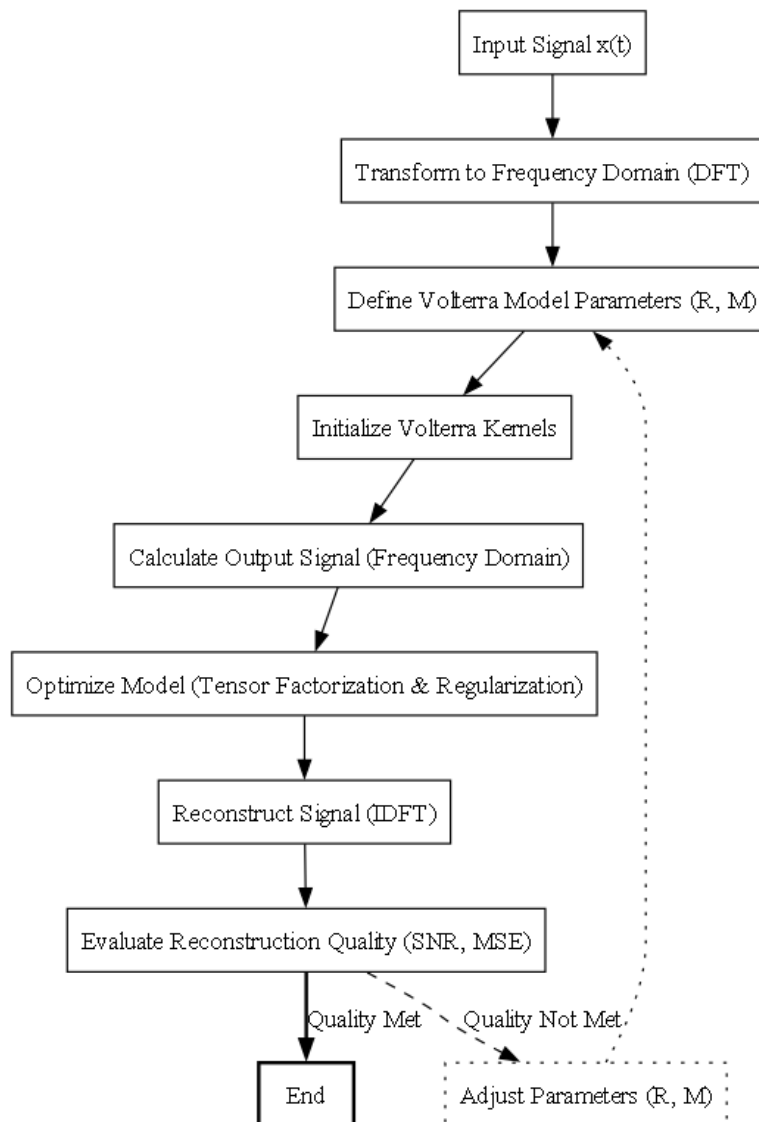 Input Signal x(t)
Transform to Frequency Domain (DFT)
Define Volterra Model Parameters (R, M)
Initialize Volterra Kernels
Calculate Output Signal (Frequency Domain)
Optimize Model (Tensor Factorization & Regularization)
Reconstruct Signal (IDFT)
Evaluate Reconstruction Quality (SNR, MSE)
Quality Met
Quality Not Met
End
Adjust Parameters (R, M)